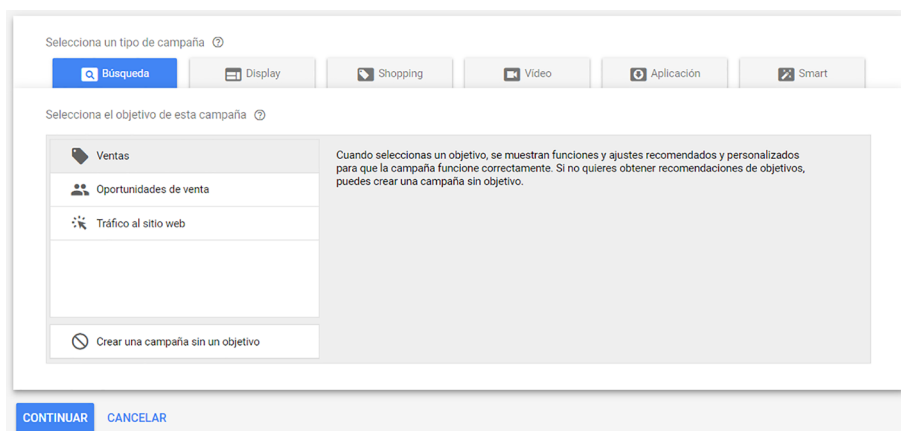 Selecciona un tipo de campaña
Búsqueda
Display
Shopping
Vídeo
Aplicación
Smart
Selecciona el objetivo de esta campaña
Ventas
Oportunidades de venta
Tráfico al sitio web
Crear una campaña sin un objetivo
Cuando seleccionas un objetivo, se muestran funciones y ajustes recomendados y personalizados
para que la campaña funcione correctamente. Si no quieres obtener recomendaciones de objetivos,
puedes crear una campaña sin objetivo.
CONTINUAR
CANCELAR